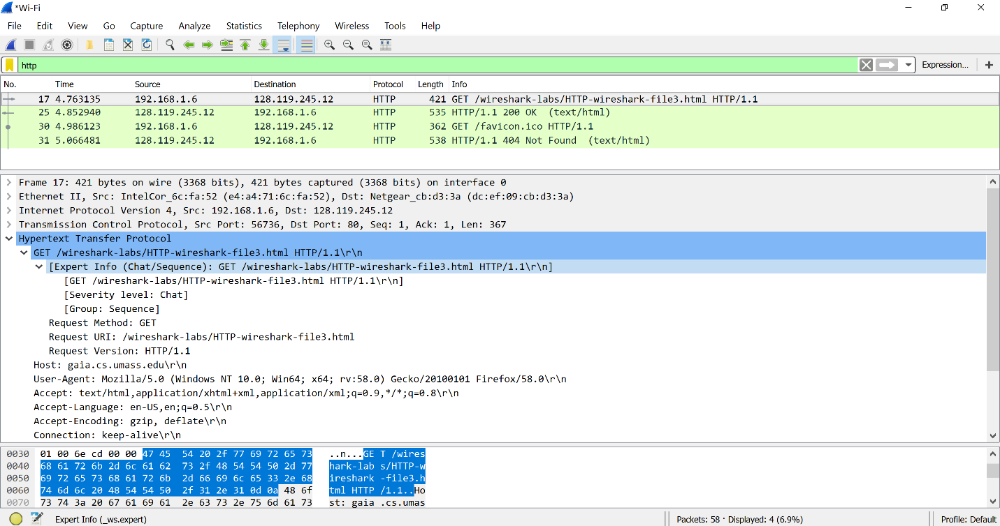 *Wi-Fi
File Edit View Go Capture Analyze Statistics Telephony Wireless Tools Help
http Expression... +
No. Time Source Destination Protocol Length Info
17 4.763135 192.168.1.6 128.119.245.12 HTTP 421 GET /wireshark-labs/HTTP-wireshark-file3.html HTTP/1.1
25 4.852940 128.119.245.12 192.168.1.6 HTTP 535 HTTP/1.1 200 OK (text/html)
30 4.986123 192.168.1.6 128.119.245.12 HTTP 362 GET /favicon.ico HTTP/1.1
31 5.066481 128.119.245.12 192.168.1.6 HTTP 538 HTTP/1.1 404 Not Found (text/html)
Frame 17: 421 bytes on wire (3368 bits), 421 bytes captured (3368 bits) on interface 0
Ethernet II, Src: IntelCor_6c:fa:52 (e4:a4:71:6c:fa:52), Dst: Netgear_cb:d3:3a (dc:ef:09:cb:d3:3a)
Internet Protocol Version 4, Src: 192.168.1.6, Dst: 128.119.245.12
Transmission Control Protocol, Src Port: 56736, Dst Port: 80, Seq: 1, Ack: 1, Len: 367
Hypertext Transfer Protocol
GET /wireshark-labs/HTTP-wireshark-file3.html HTTP/1.1\r\n
[Expert Info (Chat/Sequence): GET /wireshark-labs/HTTP-wireshark-file3.html HTTP/1.1\r\n]
[GET /wireshark-labs/HTTP-wireshark-file3.html HTTP/1.1\r\n]
[Severity level: Chat]
[Group: Sequence]
Request Method: GET
Request URI: /wireshark-labs/HTTP-wireshark-file3.html
Request Version: HTTP/1.1
Host: gaia.cs.umass.edu\r\n
User-Agent: Mozilla/5.0 (Windows NT 10.0; Win64; x64; rv:58.0) Gecko/20100101 Firefox/58.0\r\n
Accept: text/html,application/xhtml+xml,application/xml;q=0.9,*/*;q=0.8\r\n
Accept-Language: en-US,en;q=0.5\r\n
Accept-Encoding: gzip, deflate\r\n
Connection: keep-alive\r\n
0030 01 00 6e cd 00 00 47 45 54 20 2f 77 69 72 65 73 ..n...GE T /wires
0040 68 61 72 6b 2d 6c 61 62 73 2f 48 54 54 50 2d 77 hark-lab s/HTTP-w
0050 69 72 65 73 68 61 72 6b 2d 66 69 6c 65 33 2e 68 ireshark -file3.h
0060 74 6d 6c 20 48 54 54 50 2f 31 2e 31 0d 0a 48 6f tml HTTP /1.1..Ho
0070 73 74 3a 20 67 61 69 61 2e 63 73 2e 75 6d 61 73 st: gaia .cs.umas
Expert Info (_ws.expert) Packets: 58 · Displayed: 4 (6.9%) Profile: Default